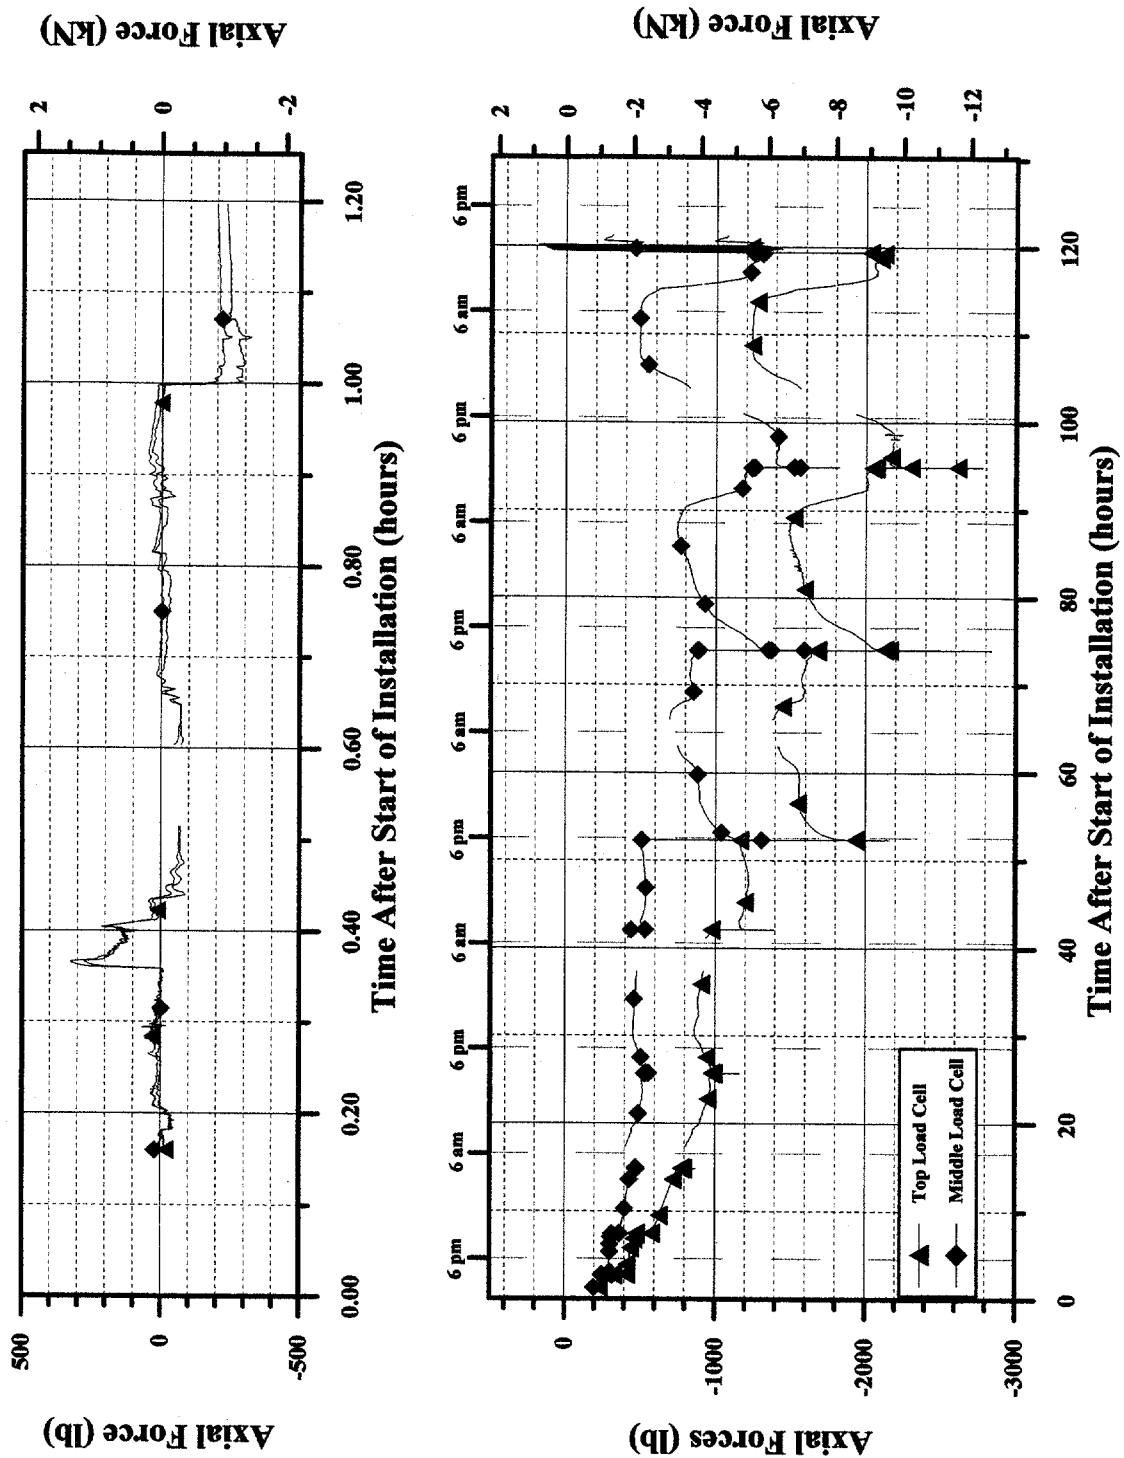 Axial Force (lb)
500
0
-500
Axial Force (kN)
2
0
-2
0.00
0.20
0.40
0.60
0.80
1.00
1.20
Time After Start of Installation (hours)
Axial Forces (lb)
0
-1000
-2000
-3000
6 pm
6 am
6 pm
6 am
6 pm
6 am
6 pm
6 am
6 pm
6 am
6 pm
Axial Force (kN)
2
0
-2
-4
-6
-8
-10
-12
Top Load Cell
Middle Load Cell
0
20
40
60
80
100
120
Time After Start of Installation (hours)